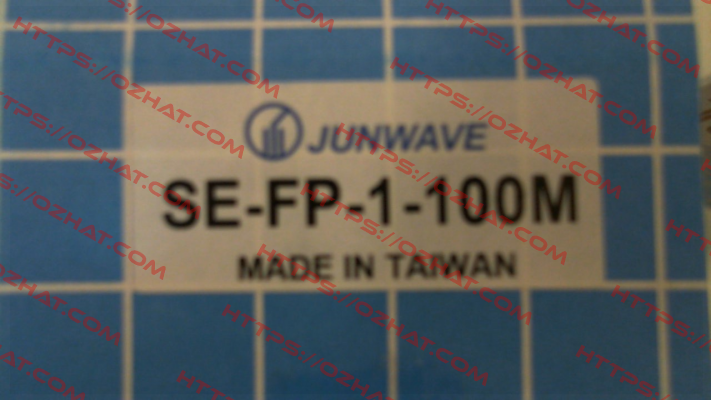 JUNWAVE
SE-FP-1-100M
MADE IN TAIWAN
HTTPS://OZHAT.COM